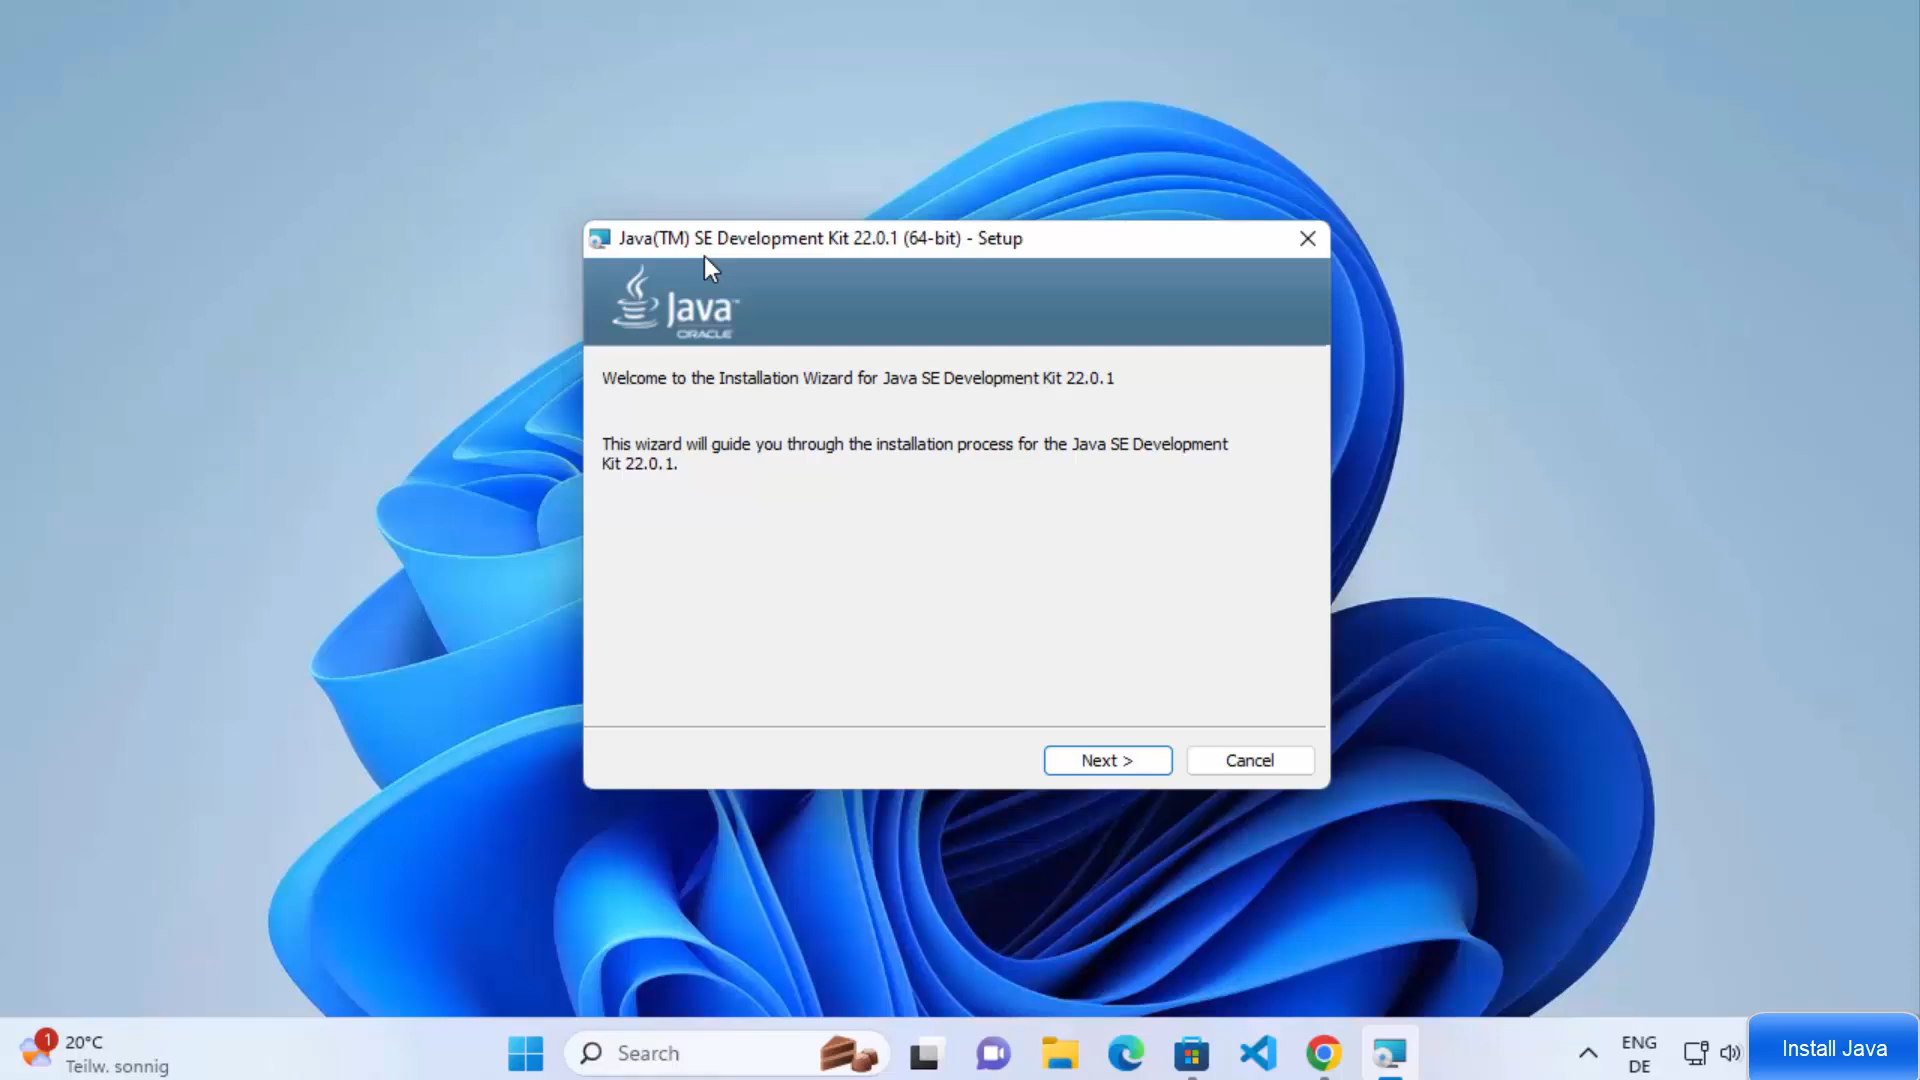 Java(TM) SE Development Kit 22.0.1 (64-bit) - Setup
Java™
ORACLE
Welcome to the Installation Wizard for Java SE Development Kit 22.0.1
This wizard will guide you through the installation process for the Java SE Development
Kit 22.0.1.
Next >
Cancel
1
20°C
Teilw. sonnig
Search
ENG
DE
Install Java